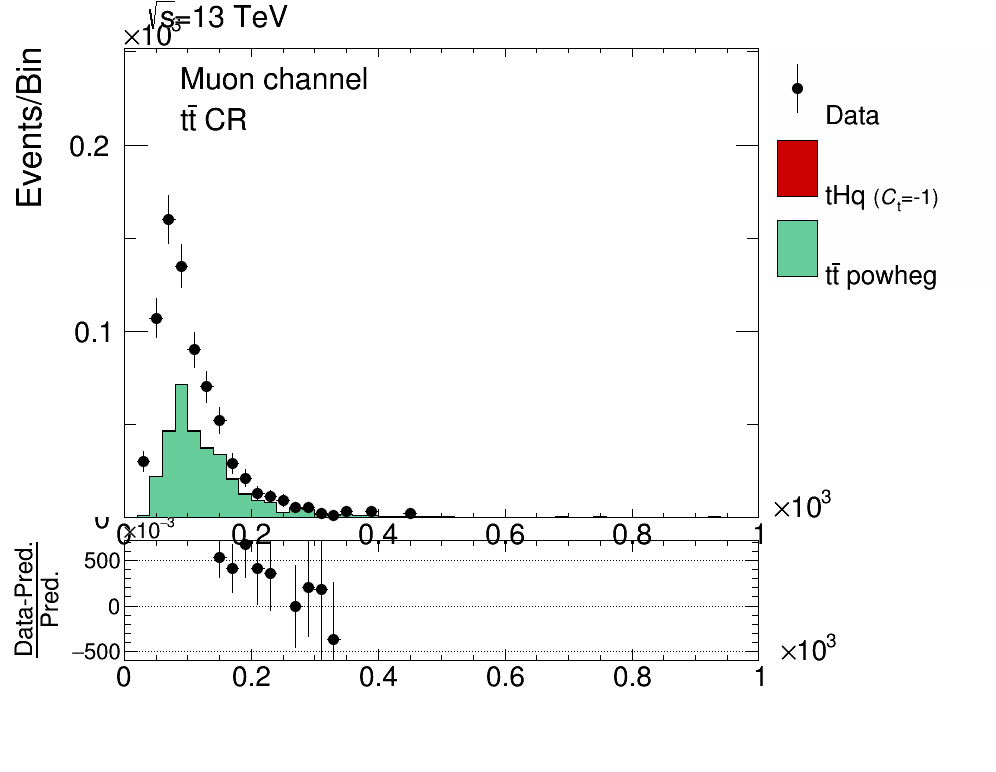 √s=13 TeV
×10³
Events/Bin
Muon channel
tt̄ CR
0.2
0.1
0
Data
tHq (Cₜ=-1)
tt̄ powheg
×10³
0 0.2 0.4 0.6 0.8 1
×10⁻³
Data-Pred.
Pred.
500
0
−500
×10³
0 0.2 0.4 0.6 0.8 1